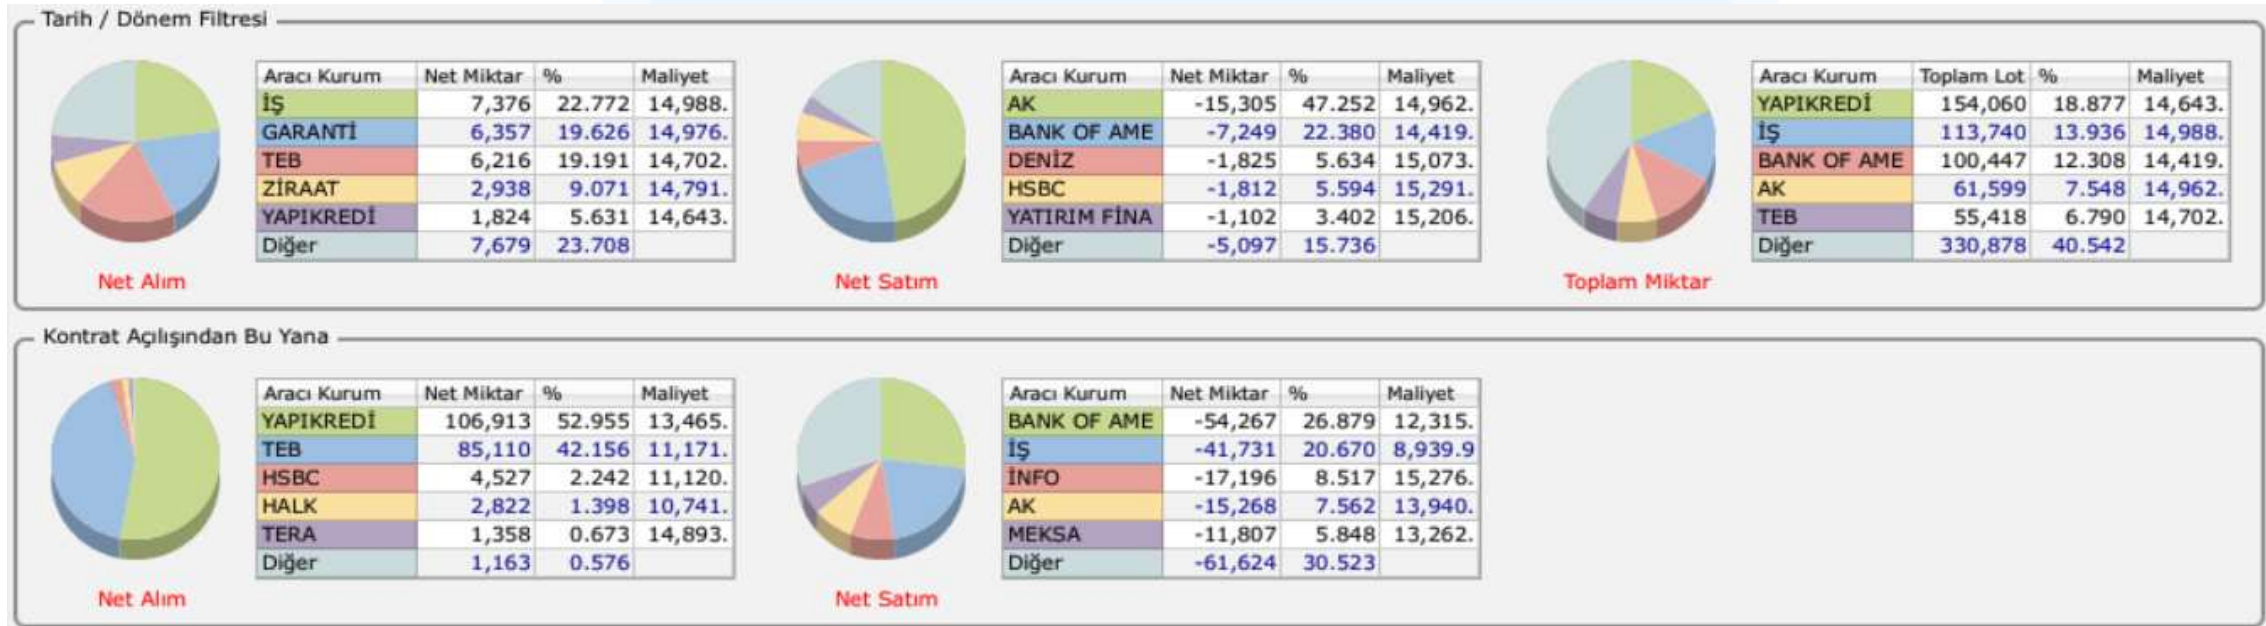 Tarih / Dönem Filtresi
Aracı Kurum Net Miktar % Maliyet
İŞ 7,376 22.772 14,988.
GARANTİ 6,357 19.626 14,976.
TEB 6,216 19.191 14,702.
ZİRAAT 2,938 9.071 14,791.
YAPIKREDİ 1,824 5.631 14,643.
Diğer 7,679 23.708
Net Alım
Aracı Kurum Net Miktar % Maliyet
AK -15,305 47.252 14,962.
BANK OF AME -7,249 22.380 14,419.
DENİZ -1,825 5.634 15,073.
HSBC -1,812 5.594 15,291.
YATIRIM FİNA -1,102 3.402 15,206.
Diğer -5,097 15.736
Net Satım
Aracı Kurum Toplam Lot % Maliyet
YAPIKREDİ 154,060 18.877 14,643.
İŞ 113,740 13.936 14,988.
BANK OF AME 100,447 12.308 14,419.
AK 61,599 7.548 14,962.
TEB 55,418 6.790 14,702.
Diğer 330,878 40.542
Toplam Miktar
Kontrat Açılışından Bu Yana
Aracı Kurum Net Miktar % Maliyet
YAPIKREDİ 106,913 52.955 13,465.
TEB 85,110 42.156 11,171.
HSBC 4,527 2.242 11,120.
HALK 2,822 1.398 10,741.
TERA 1,358 0.673 14,893.
Diğer 1,163 0.576
Net Alım
Aracı Kurum Net Miktar % Maliyet
BANK OF AME -54,267 26.879 12,315.
İŞ -41,731 20.670 8,939.9
İNFO -17,196 8.517 15,276.
AK -15,268 7.562 13,940.
MEKSA -11,807 5.848 13,262.
Diğer -61,624 30.523
Net Satım